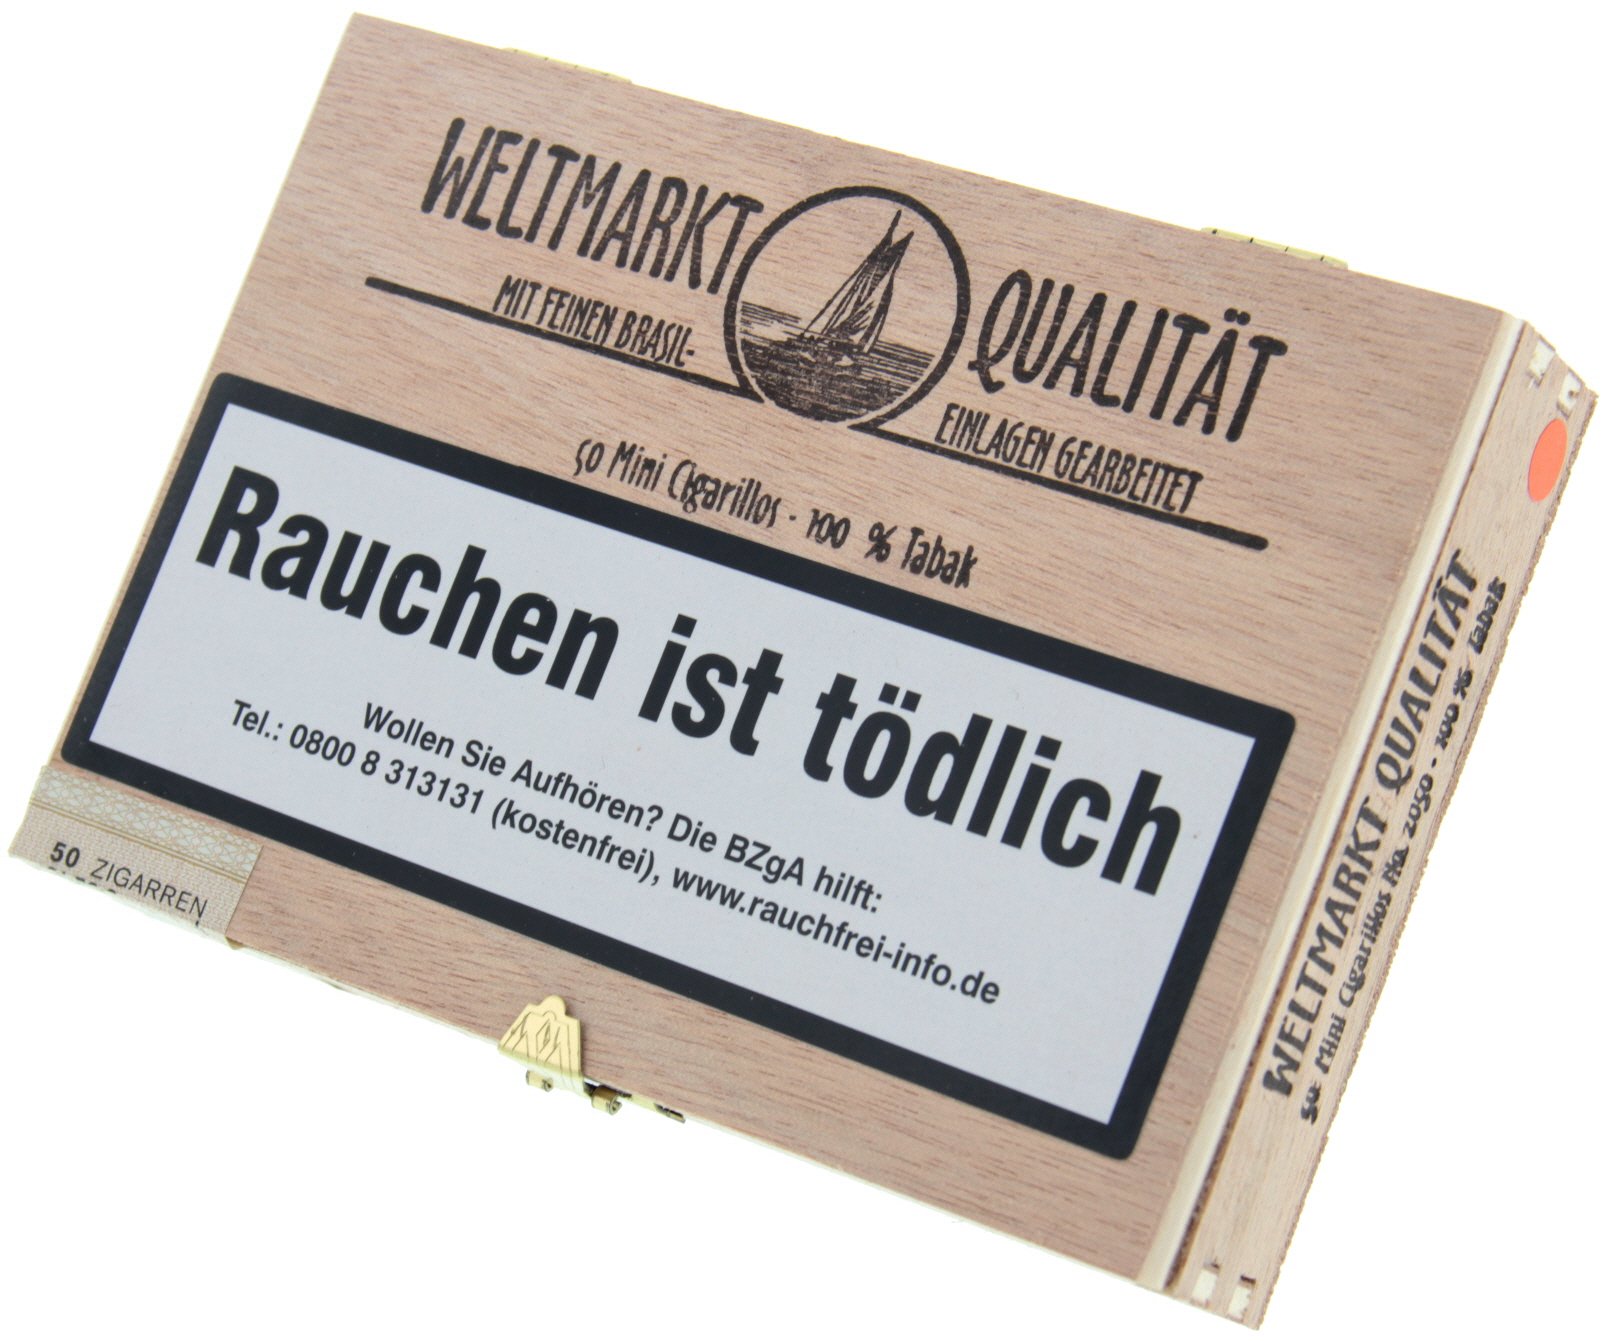 WELTMARKT QUALITÄT
MIT FEINEN BRASIL-
EINLAGEN GEARBEITET
50 Mini Cigarillos - 100 % Tabak
Rauchen ist tödlich
Wollen Sie Aufhören? Die BZgA hilft:
Tel.: 0800 8 313131 (kostenfrei), www.rauchfrei-info.de
50 ZIGARREN
WELTMARKT QUALITÄT
50 Mini Cigarillos No. 2050 - 100 % Tabak